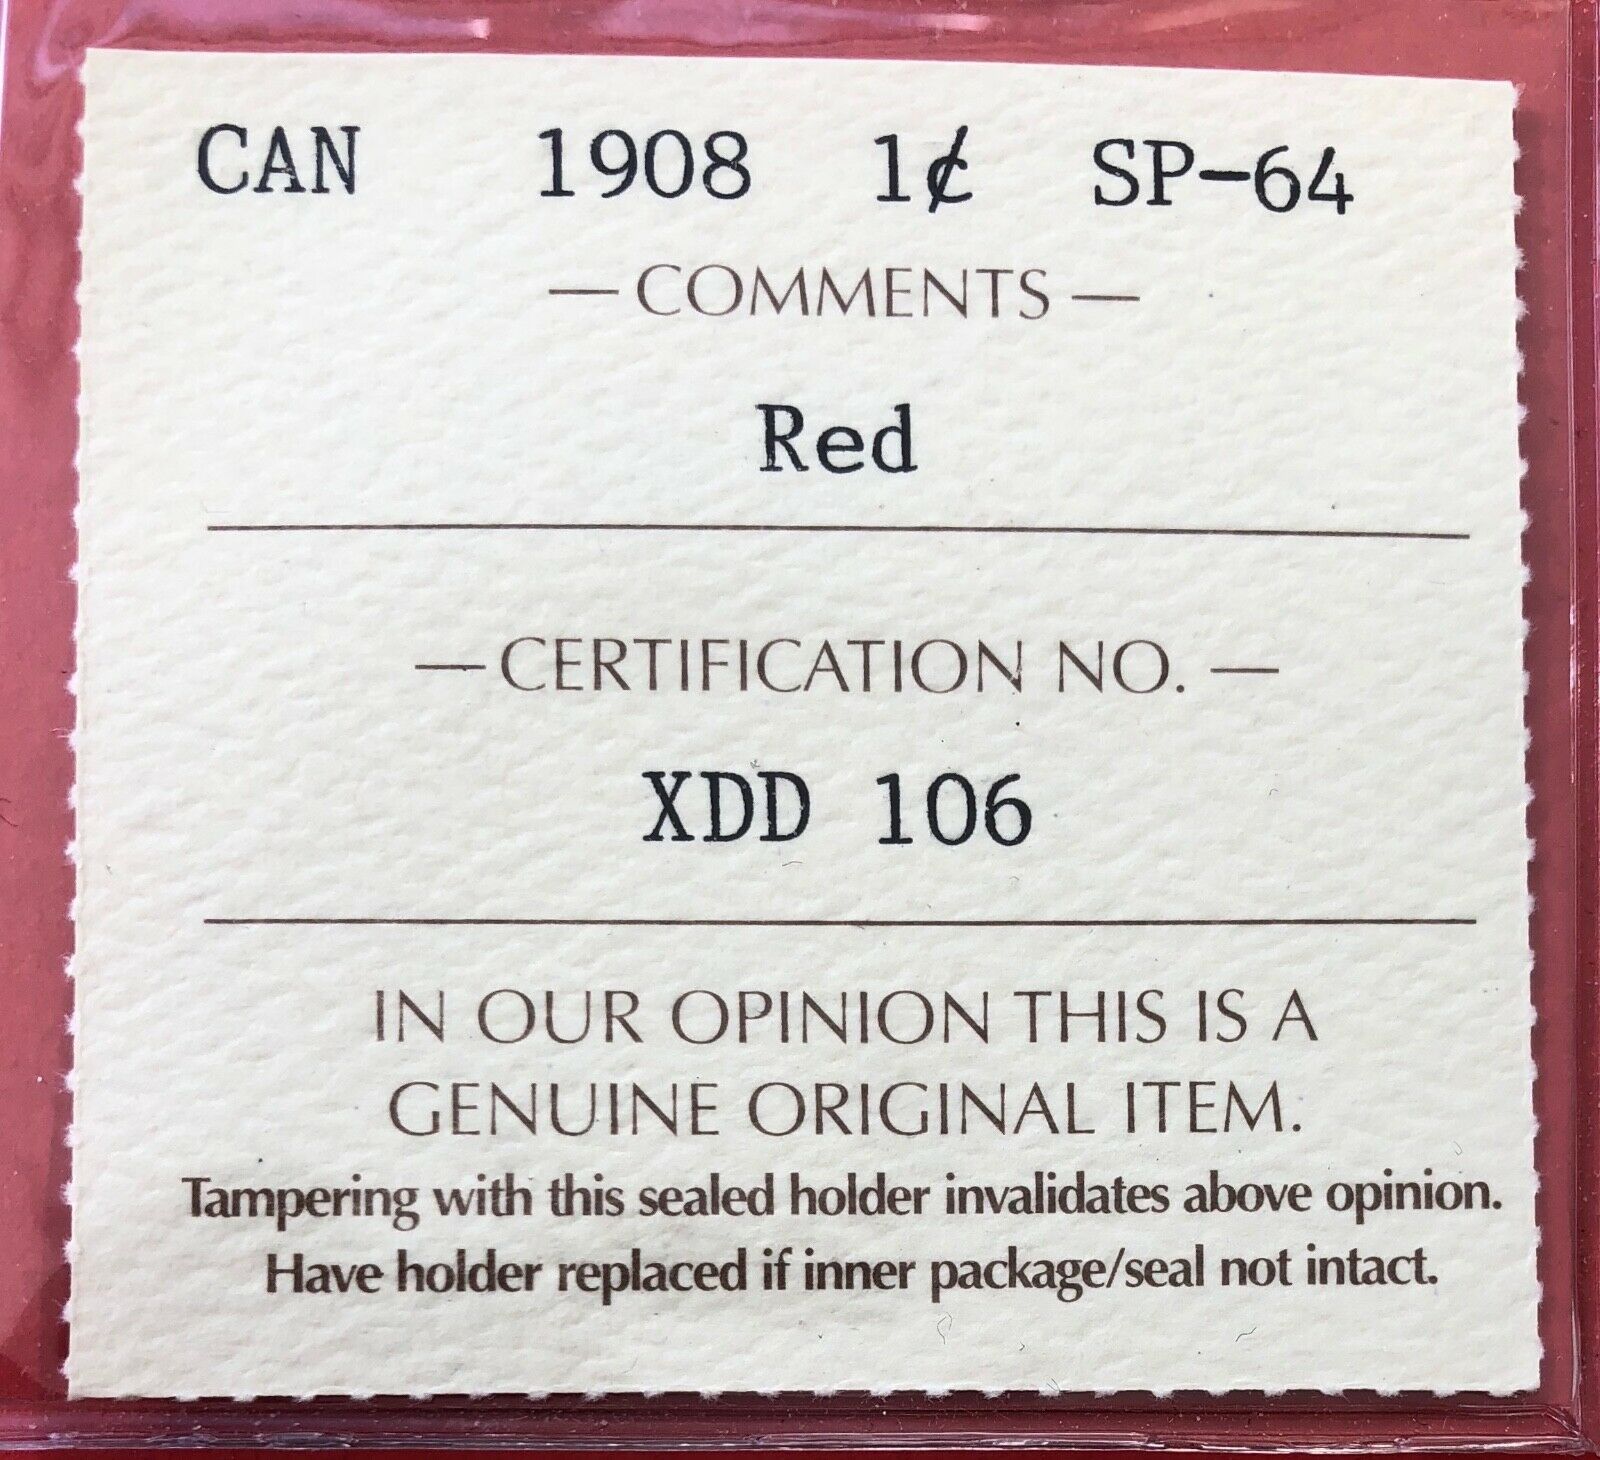 CAN 1908 1¢ SP-64
— COMMENTS —
Red
— CERTIFICATION NO. —
XDD 106
IN OUR OPINION THIS IS A
GENUINE ORIGINAL ITEM.
Tampering with this sealed holder invalidates above opinion.
Have holder replaced if inner package/seal not intact.